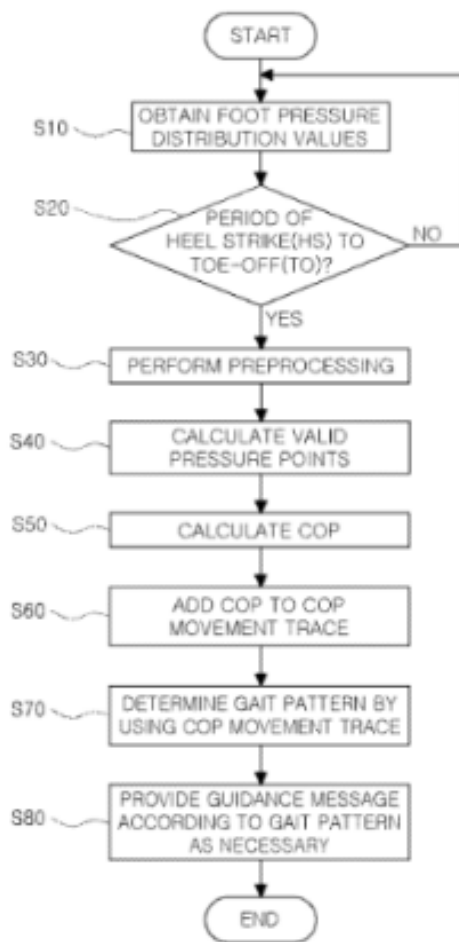 START
S10
OBTAIN FOOT PRESSURE
DISTRIBUTION VALUES
S20
PERIOD OF
HEEL STRIKE(HS) TO
TOE-OFF(TO)?
NO
YES
S30
PERFORM PREPROCESSING
S40
CALCULATE VALID
PRESSURE POINTS
S50
CALCULATE COP
S60
ADD COP TO COP
MOVEMENT TRACE
S70
DETERMINE GAIT PATTERN BY
USING COP MOVEMENT TRACE
S80
PROVIDE GUIDANCE MESSAGE
ACCORDING TO GAIT PATTERN
AS NECESSARY
END